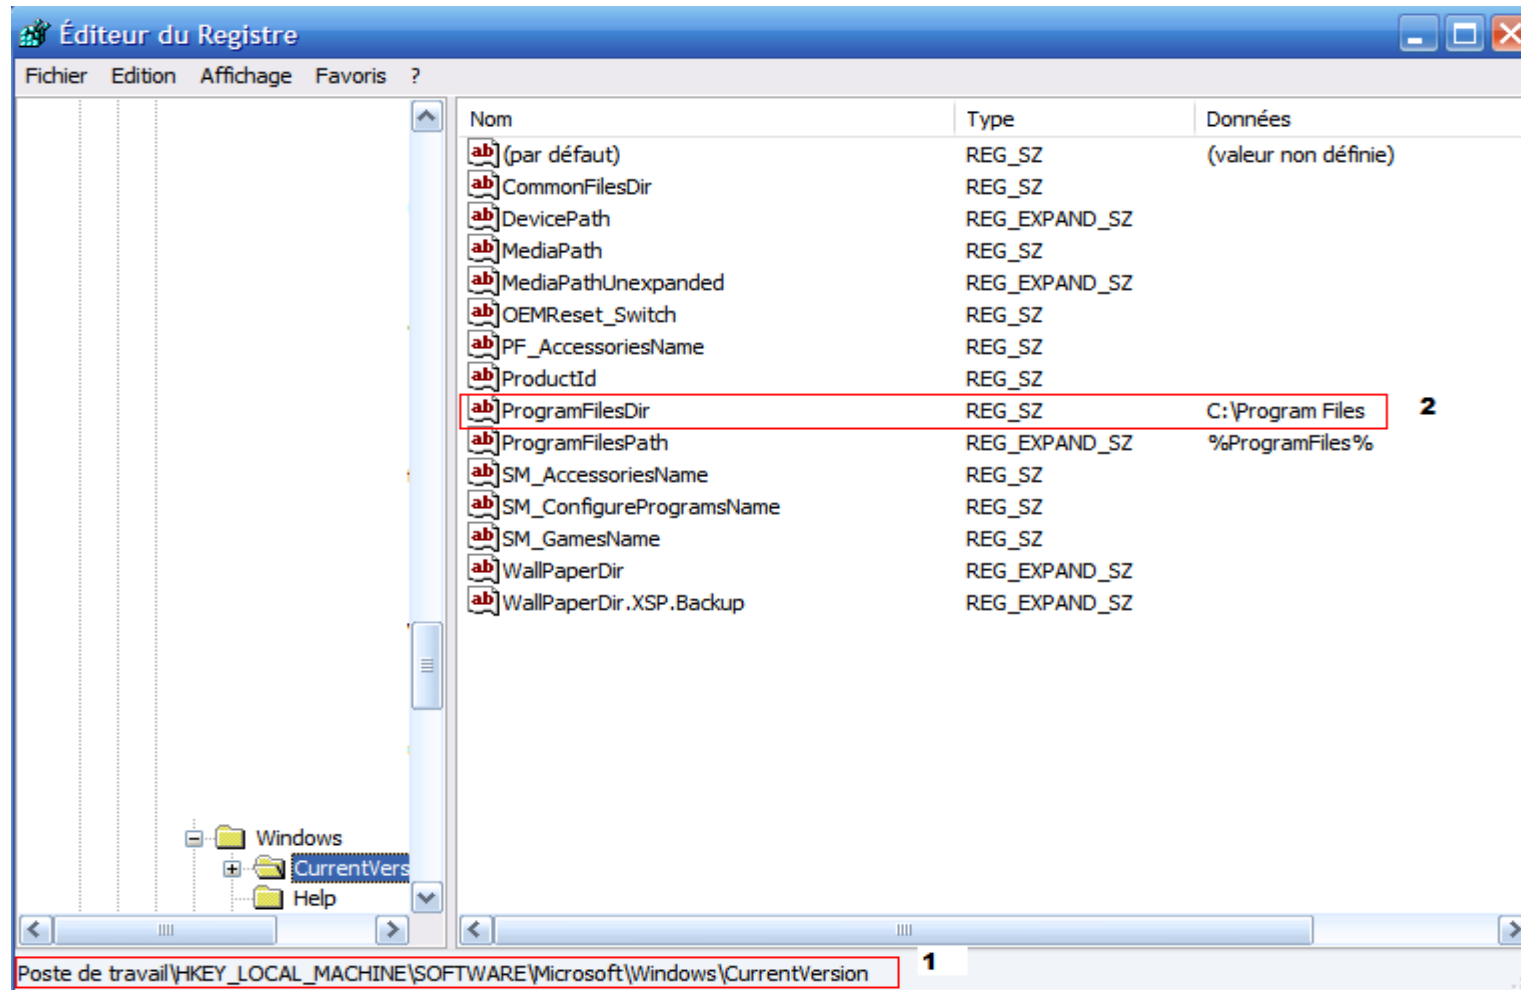 Éditeur du Registre
Fichier Edition Affichage Favoris ?
Nom Type Données
(par défaut) REG_SZ (valeur non définie)
CommonFilesDir REG_SZ
DevicePath REG_EXPAND_SZ
MediaPath REG_SZ
MediaPathUnexpanded REG_EXPAND_SZ
OEMReset_Switch REG_SZ
PF_AccessoriesName REG_SZ
ProductId REG_SZ
ProgramFilesDir REG_SZ C:\Program Files 2
ProgramFilesPath REG_EXPAND_SZ %ProgramFiles%
SM_AccessoriesName REG_SZ
SM_ConfigureProgramsName REG_SZ
SM_GamesName REG_SZ
WallPaperDir REG_EXPAND_SZ
WallPaperDir.XSP.Backup REG_EXPAND_SZ
Windows
CurrentVers
Help
Poste de travail\HKEY_LOCAL_MACHINE\SOFTWARE\Microsoft\Windows\CurrentVersion 1